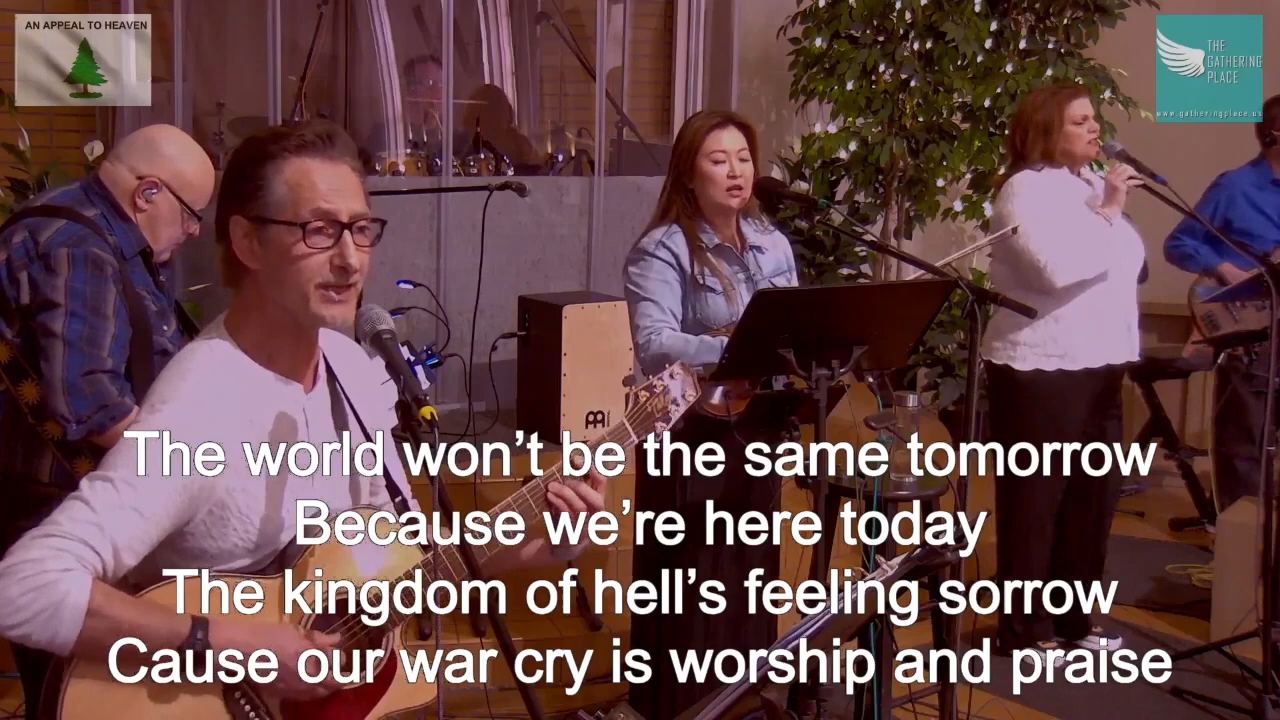 AN APPEAL TO HEAVEN
THE
GATHERING
PLACE
www.gatheringplace.us
The world won’t be the same tomorrow
Because we’re here today
The kingdom of hell’s feeling sorrow
Cause our war cry is worship and praise